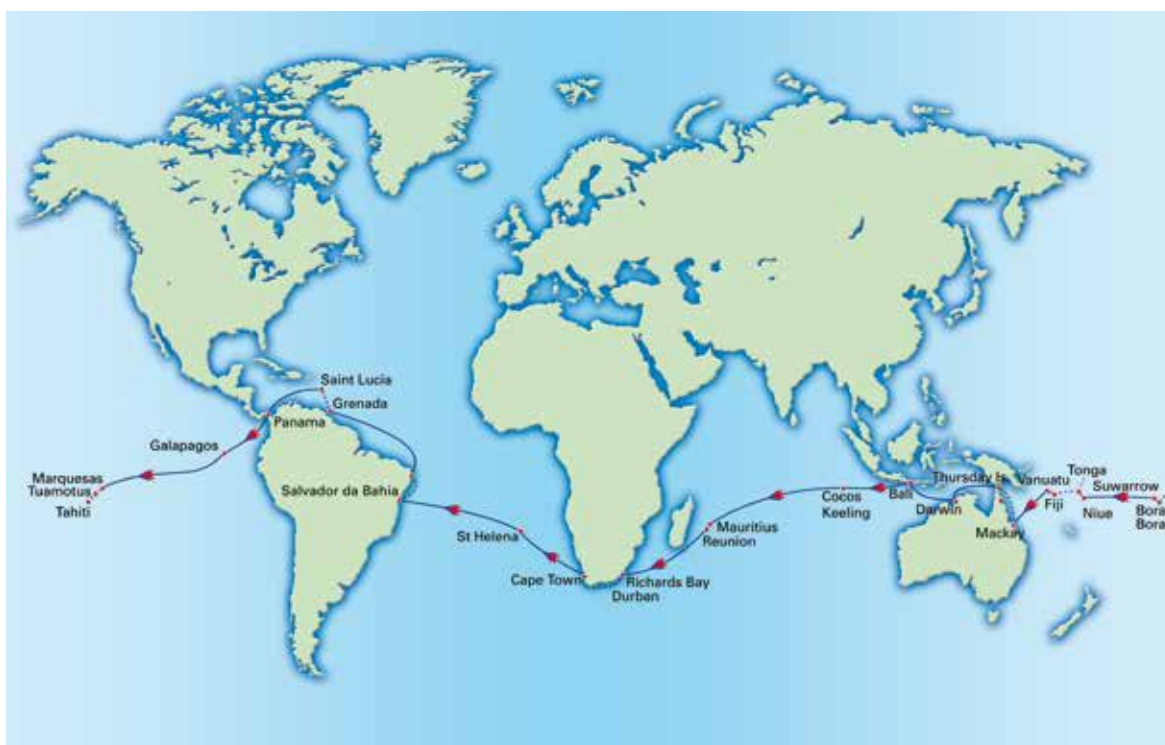 Saint Lucia
Grenada
Panama
Galapagos
Marquesas
Tuamotus
Tahiti
Salvador da Bahia
St Helena
Cape Town
Richards Bay
Durban
Mauritius
Reunion
Cocos
Keeling
Bali
Darwin
Thursday Is.
Mackay
Vanuatu
Fiji
Tonga
Niue
Suwarrow
Bora
Bora